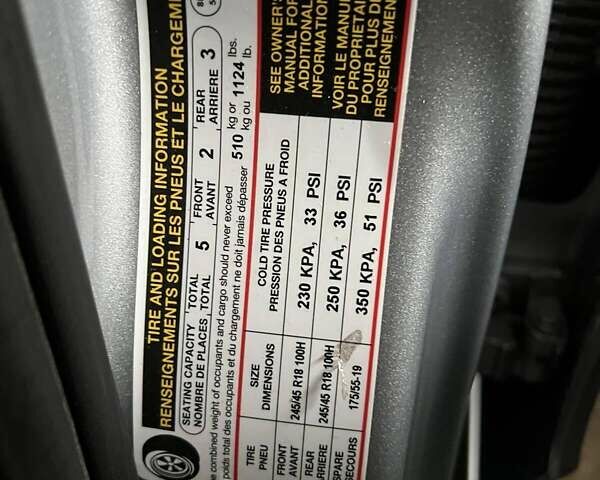 TIRE AND LOADING INFORMATION
RENSEIGNEMENTS SUR LES PNEUS ET LE CHARGEMEN
SEATING CAPACITY TOTAL 5 FRONT 2 REAR 3
NOMBRE DE PLACES, TOTAL AVANT ARRIERE
combined weight of occupants and cargo should never exceed 510 kg or 1124 lbs.
poids total des occupants et du chargement ne doit jamais dépasser kg ou lb.
TIRE SIZE COLD TIRE PRESSURE
PNEU DIMENSIONS PRESSION DES PNEUS A FROID
FRONT 245/45 R18 100H 230 KPA, 33 PSI
AVANT
REAR 245/45 R18 100H 250 KPA, 36 PSI
ARRIERE
SPARE 175/55-19 350 KPA, 51 PSI
SECOURS
SEE OWNER'S
MANUAL FOR
ADDITIONAL
INFORMATION
VOIR LE MANUE
DU PROPRIETAI
POUR PLUS DE
RENSEIGNEMENT